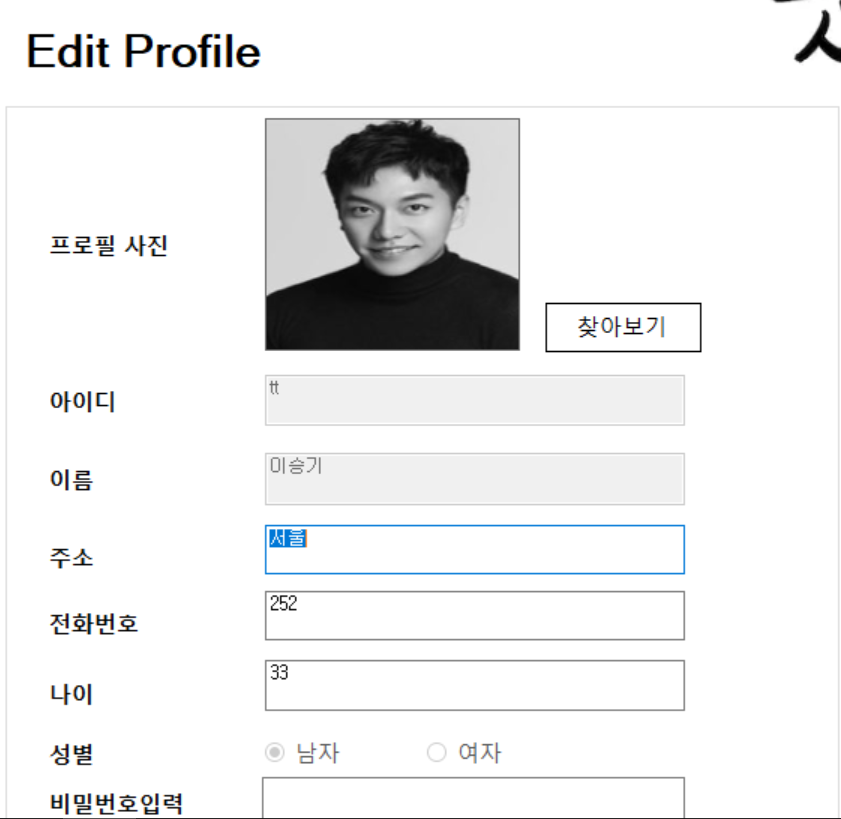 Edit Profile
프로필 사진
찾아보기
아이디
tt
이름
이승기
주소
서울
전화번호
252
나이
33
성별
남자 여자
비밀번호입력